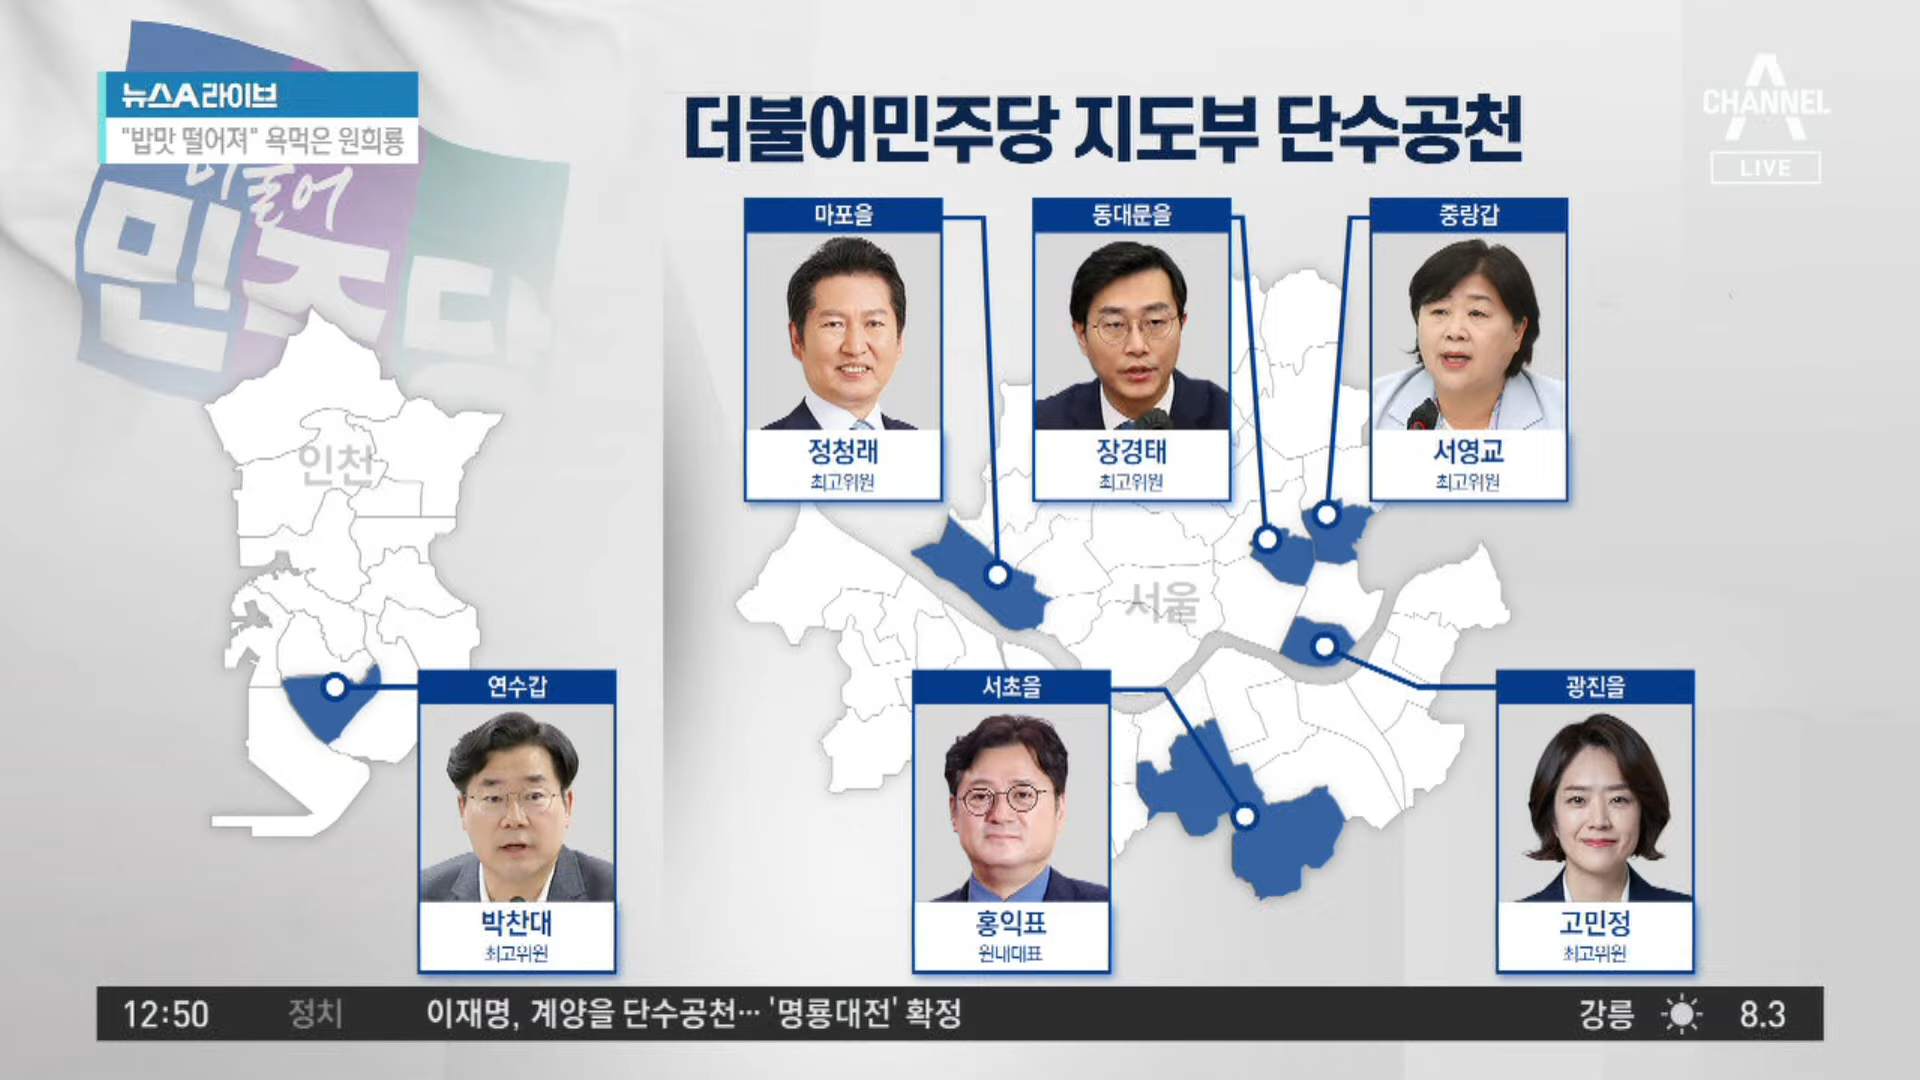 뉴스A라이브
"밥맛 떨어져" 욕먹은 원희룡
더불어
민주당
더불어민주당 지도부 단수공천
CHANNEL A
LIVE
마포을
정청래
최고위원
동대문을
장경태
최고위원
중랑갑
서영교
최고위원
인천
서울
연수갑
박찬대
최고위원
서초을
홍익표
원내대표
광진을
고민정
최고위원
12:50 정치 이재명, 계양을 단수공천… '명룡대전' 확정 강릉 8.3